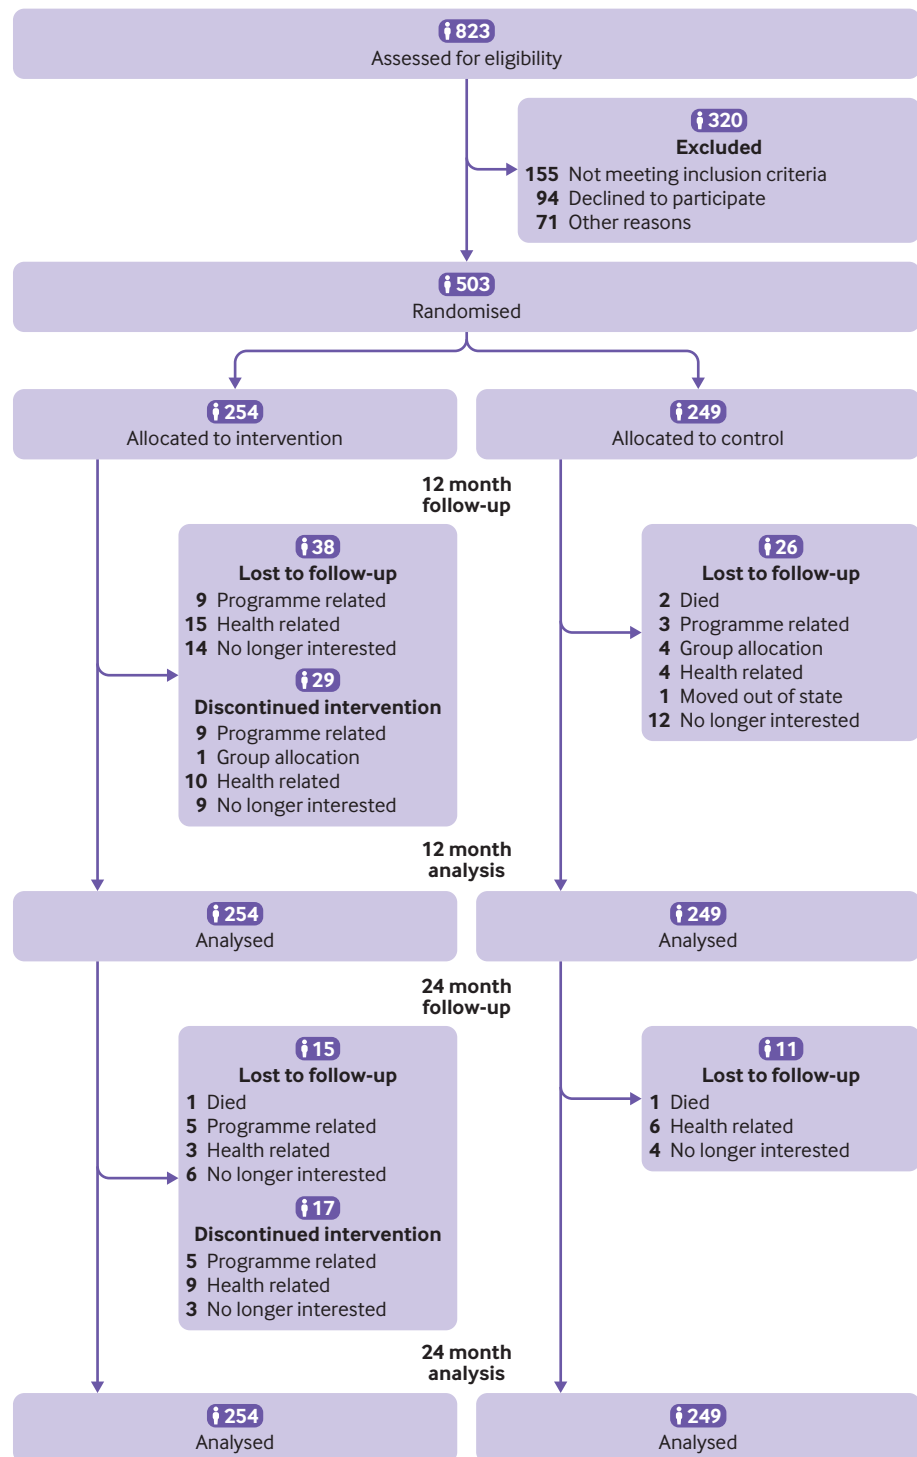 823
Assessed for eligibility
320
Excluded
155 Not meeting inclusion criteria
94 Declined to participate
71 Other reasons
503
Randomised
254
Allocated to intervention
249
Allocated to control
12 month
follow-up
38
Lost to follow-up
9 Programme related
15 Health related
14 No longer interested
29
Discontinued intervention
9 Programme related
1 Group allocation
10 Health related
9 No longer interested
26
Lost to follow-up
2 Died
3 Programme related
4 Group allocation
4 Health related
1 Moved out of state
12 No longer interested
12 month
analysis
254
Analysed
249
Analysed
24 month
follow-up
15
Lost to follow-up
1 Died
5 Programme related
3 Health related
6 No longer interested
17
Discontinued intervention
5 Programme related
9 Health related
3 No longer interested
11
Lost to follow-up
1 Died
6 Health related
4 No longer interested
24 month
analysis
254
Analysed
249
Analysed